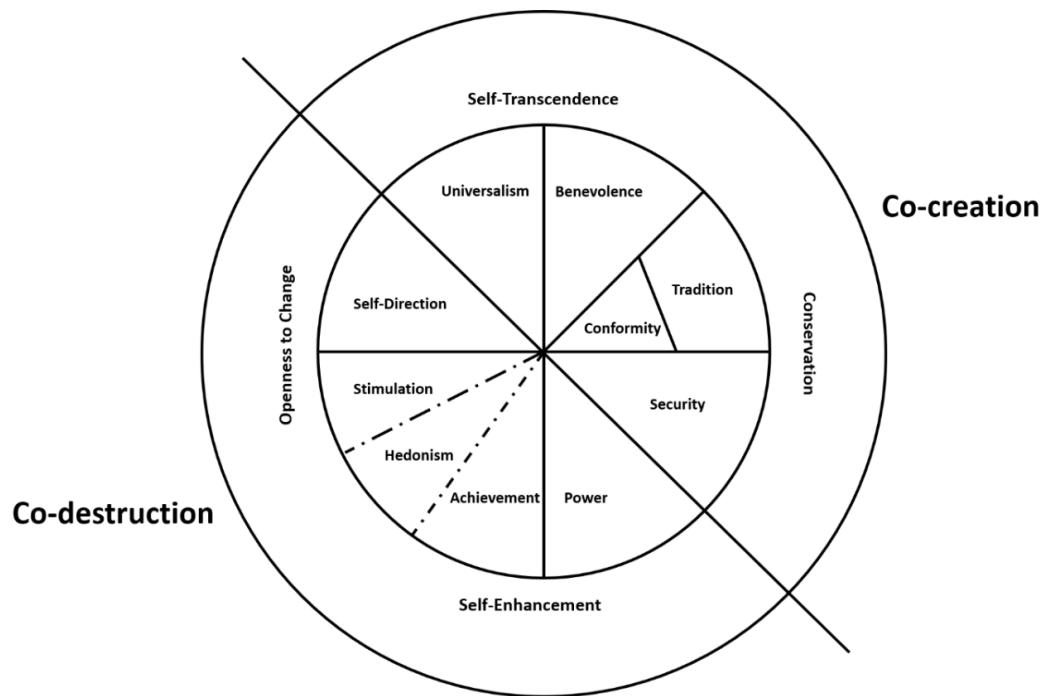 Self-Transcendence
Universalism
Benevolence
Co-creation
Self-Direction
Tradition
Conformity
Openness to Change
Conservation
Stimulation
Security
Hedonism
Achievement
Power
Co-destruction
Self-Enhancement